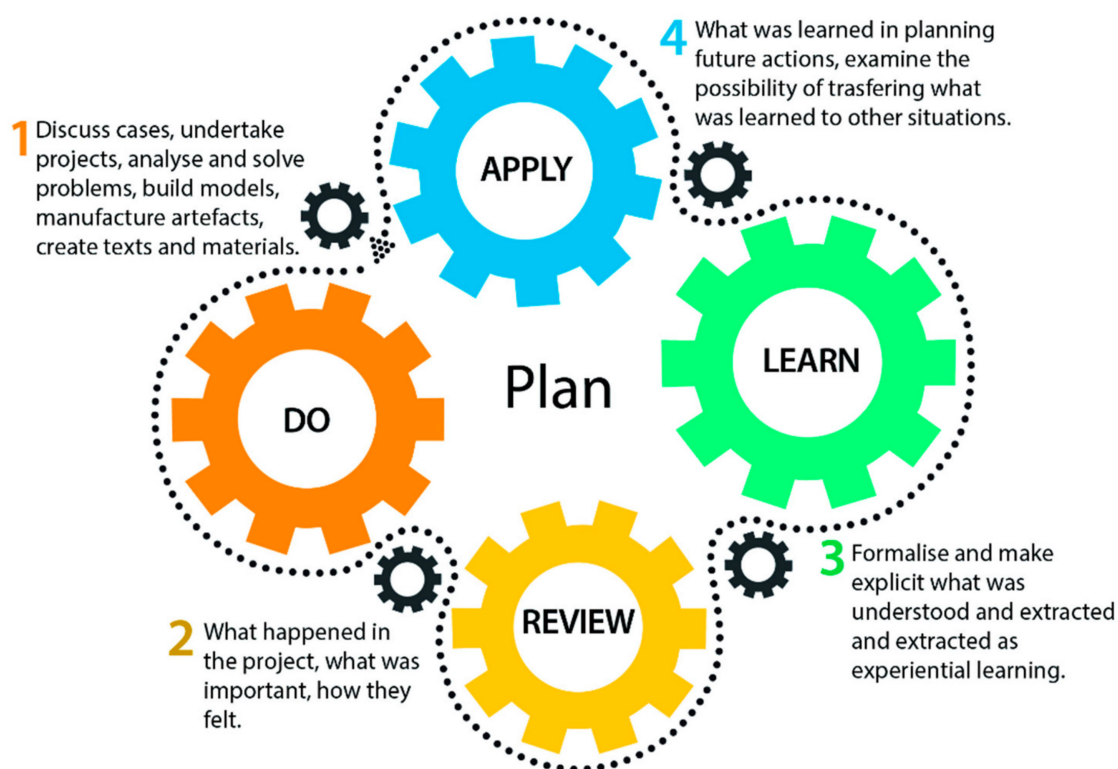 1 Discuss cases, undertake
projects, analyse and solve
problems, build models,
manufacture artefacts,
create texts and materials.
4 What was learned in planning
future actions, examine the
possibility of trasfering what
was learned to other situations.
APPLY
LEARN
Plan
DO
REVIEW
2 What happened in
the project, what was
important, how they
felt.
3 Formalise and make
explicit what was
understood and extracted
and extracted as
experiential learning.